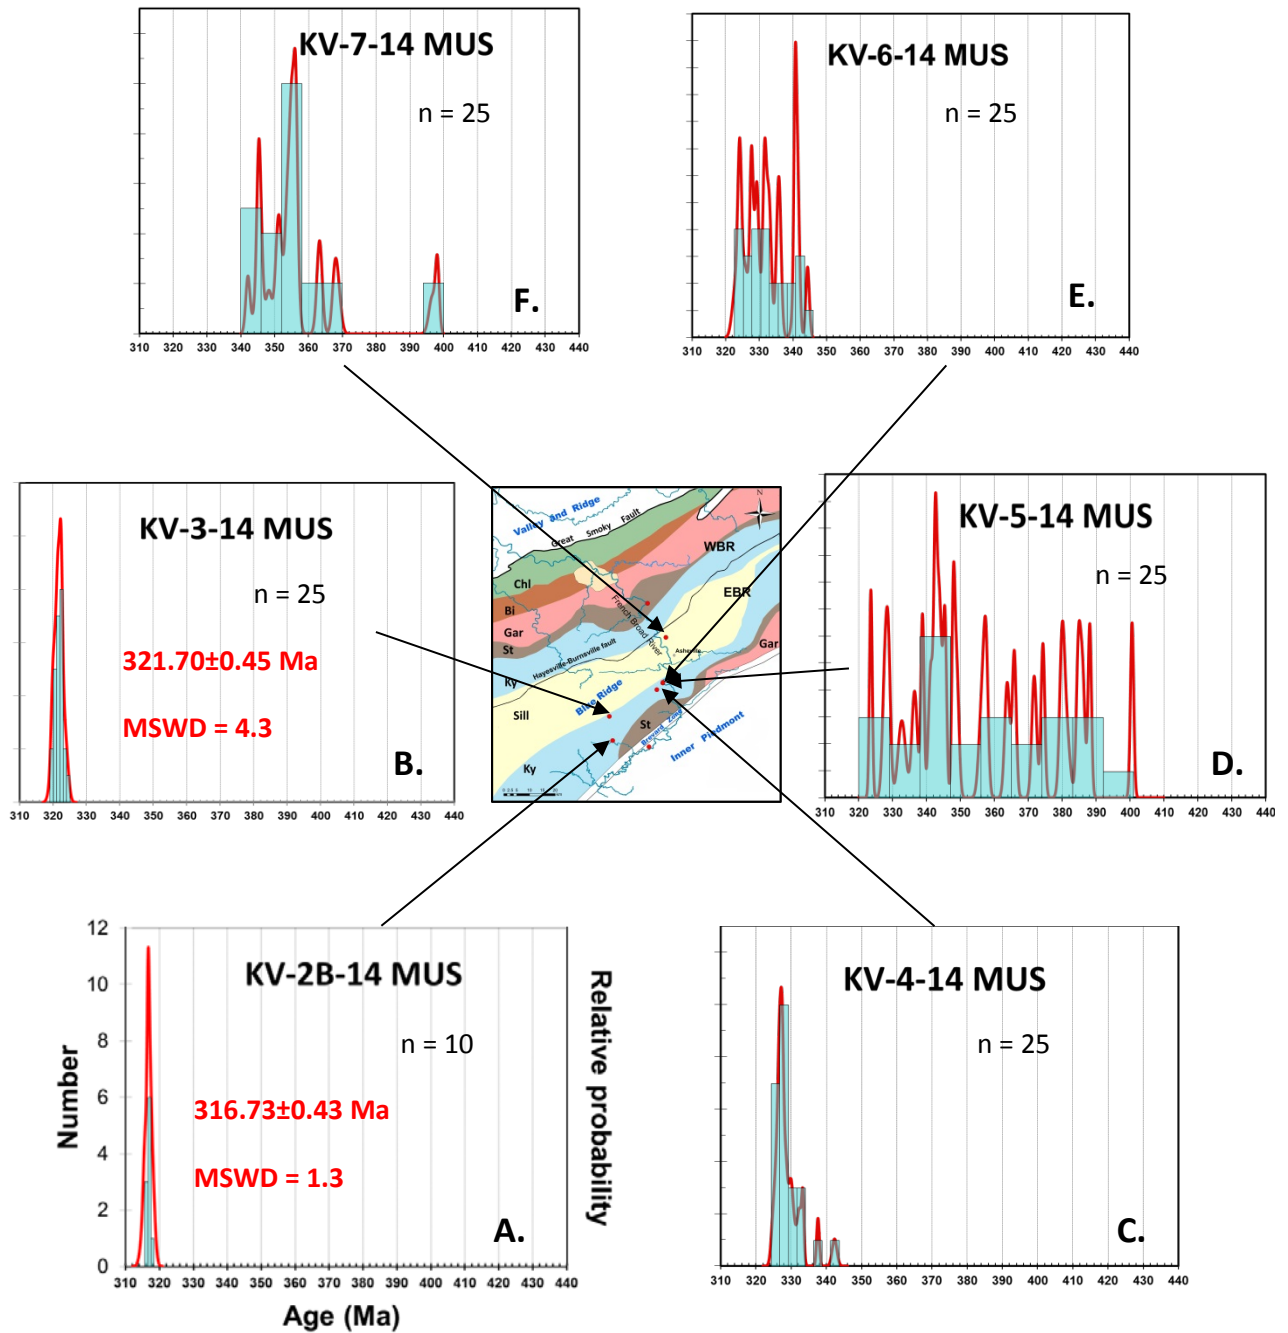 KV-7-14 MUS
n = 25
F.
310 320 330 340 350 360 370 380 390 400 410 420 430 440
KV-6-14 MUS
n = 25
E.
310 320 330 340 350 360 370 380 390 400 410 420 430 440
KV-3-14 MUS
n = 25
321.70±0.45 Ma
MSWD = 4.3
B.
310 320 330 340 350 360 370 380 390 400 410 420 430 440
Valley and Ridge
Great Smoky Fault
N
WBR
Chl
EBR
Bi
French Broad River
Gar
Gar
St
Hayesville-Burnsville fault
Asheville
Ky
Blue Ridge
Sill
St
Brevard Zone
Inner Piedmont
Ky
KV-5-14 MUS
n = 25
D.
310 320 330 340 350 360 370 380 390 400 410 420 430 440
12
10
8
6
4
2
0
Number
KV-2B-14 MUS
n = 10
316.73±0.43 Ma
MSWD = 1.3
A.
Relative probability
310 320 330 340 350 360 370 380 390 400 410 420 430 440
Age (Ma)
KV-4-14 MUS
n = 25
C.
310 320 330 340 350 360 370 380 390 400 410 420 430 440